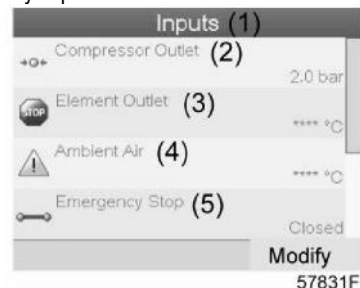 Inputs (1)
Compressor Outlet (2)
2.0 bar
Element Outlet (3)
STOP
**** °C
Ambient Air (4)
**** °C
Emergency Stop (5)
Closed
Modify
57831F